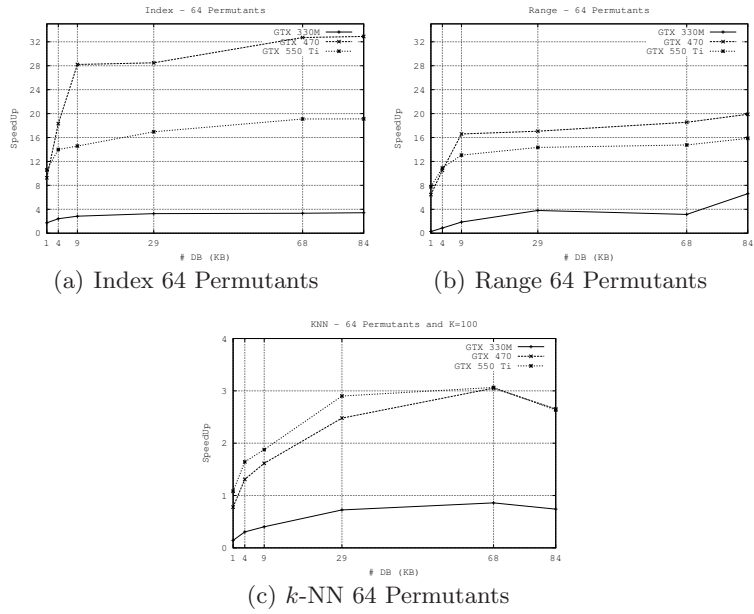 Index - 64 Permutants
GTX 330M
GTX 470
GTX 550 Ti
SpeedUp
32
28
24
20
16
12
8
4
0
1 4 9 29 68 84
# DB (KB)
(a) Index 64 Permutants
Range - 64 Permutants
GTX 330M
GTX 470
GTX 550 Ti
SpeedUp
32
28
24
20
16
12
8
4
0
1 4 9 29 68 84
# DB (KB)
(b) Range 64 Permutants
KNN - 64 Permutants and K=100
GTX 330M
GTX 470
GTX 550 Ti
SpeedUp
4
3
2
1
0
1 4 9 29 68 84
# DB (KB)
(c) k-NN 64 Permutants